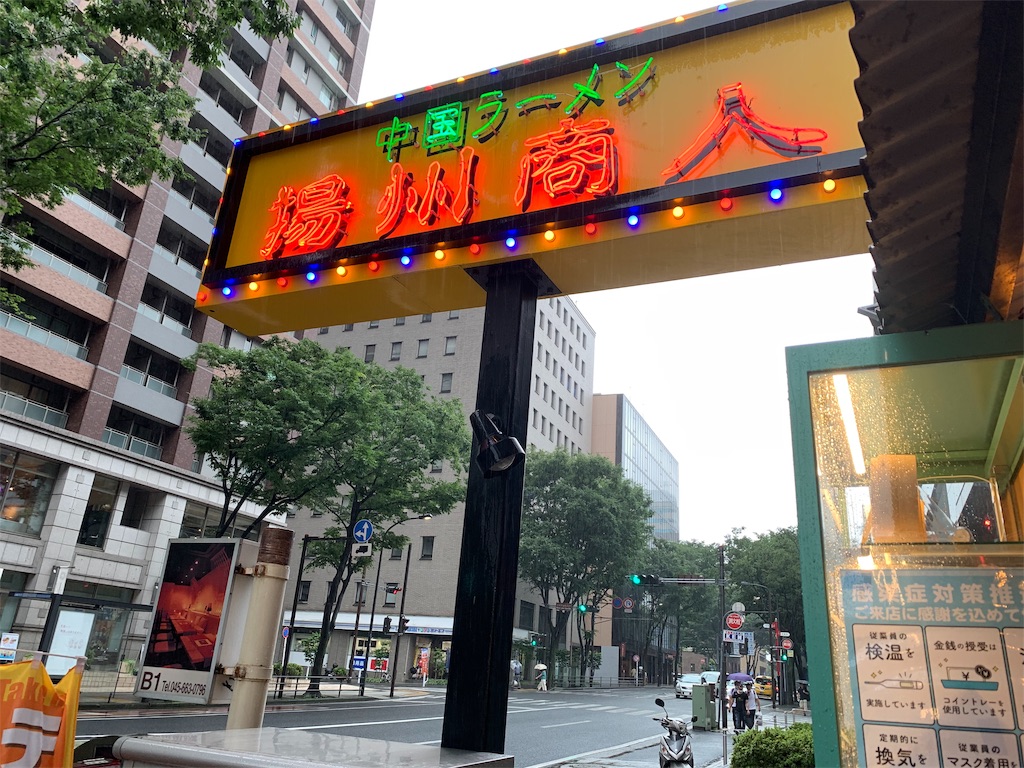 中国ラーメン
揚州商人
B1 Tel.045-663-0796
Take
感染症対策推
ご来店に感謝を込めて
従業員の
検温を
実施しています
金銭の授受は
コイントレーを
使用しています
定期的に
換気を
従業員の
マスク着用を